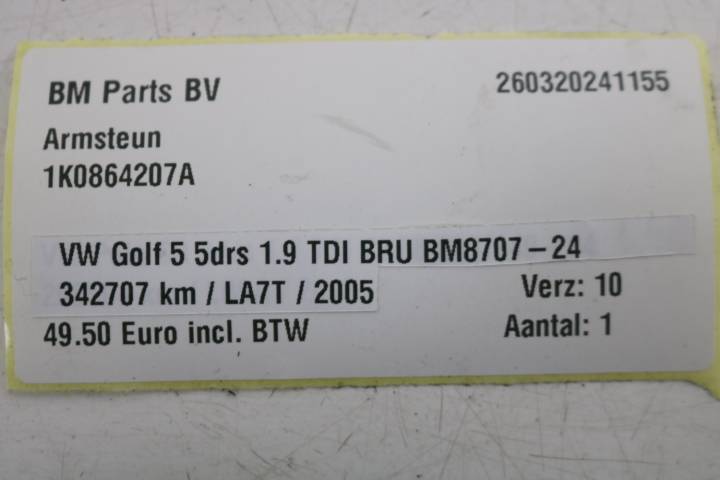 BM Parts BV 260320241155
Armsteun
1K0864207A
VW Golf 5 5drs 1.9 TDI BRU BM8707-24
342707 km / LA7T / 2005 Verz: 10
49.50 Euro incl. BTW Aantal: 1